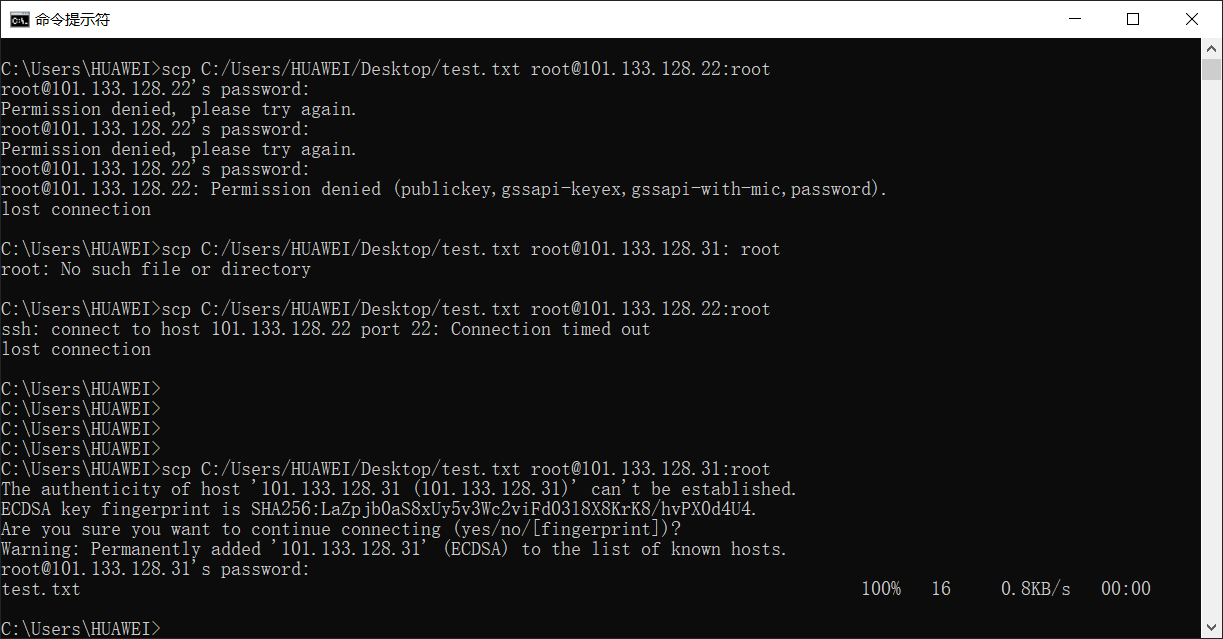 命令提示符
C:\Users\HUAWEI>scp C:/Users/HUAWEI/Desktop/test.txt root@101.133.128.22:root
root@101.133.128.22's password:
Permission denied, please try again.
root@101.133.128.22's password:
Permission denied, please try again.
root@101.133.128.22's password:
root@101.133.128.22: Permission denied (publickey,gssapi-keyex,gssapi-with-mic,password).
lost connection
C:\Users\HUAWEI>scp C:/Users/HUAWEI/Desktop/test.txt root@101.133.128.31: root
root: No such file or directory
C:\Users\HUAWEI>scp C:/Users/HUAWEI/Desktop/test.txt root@101.133.128.22:root
ssh: connect to host 101.133.128.22 port 22: Connection timed out
lost connection
C:\Users\HUAWEI>
C:\Users\HUAWEI>
C:\Users\HUAWEI>
C:\Users\HUAWEI>
C:\Users\HUAWEI>scp C:/Users/HUAWEI/Desktop/test.txt root@101.133.128.31:root
The authenticity of host '101.133.128.31 (101.133.128.31)' can't be established.
ECDSA key fingerprint is SHA256:LaZpjb0aS8xUy5v3Wc2viFd03l8X8KrK8/hvPX0d4U4.
Are you sure you want to continue connecting (yes/no/[fingerprint])?
Warning: Permanently added '101.133.128.31' (ECDSA) to the list of known hosts.
root@101.133.128.31's password:
test.txt 100% 16 0.8KB/s 00:00
C:\Users\HUAWEI>